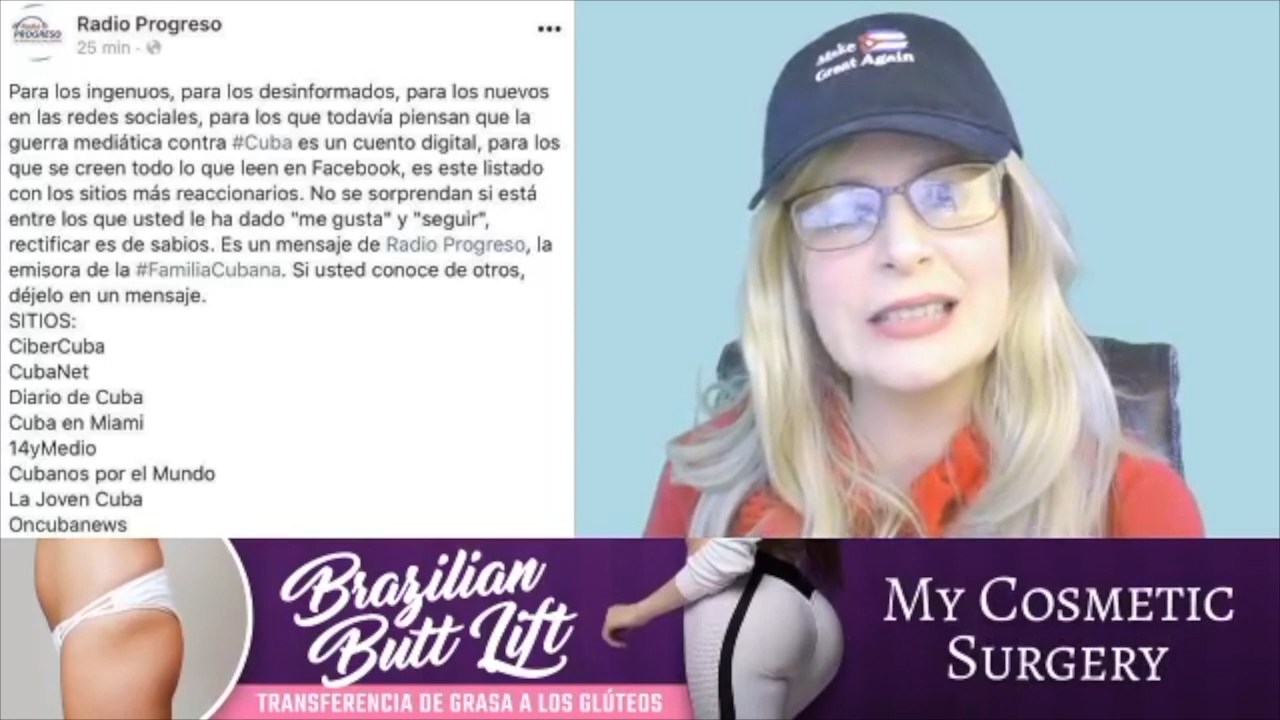 Radio
PROGRESO
Radio Progreso
25 min ·
Para los ingenuos, para los desinformados, para los nuevos
en las redes sociales, para los que todavía piensan que la
guerra mediática contra #Cuba es un cuento digital, para los
que se creen todo lo que leen en Facebook, es este listado
con los sitios más reaccionarios. No se sorprendan si está
entre los que usted le ha dado "me gusta" y "seguir",
rectificar es de sabios. Es un mensaje de Radio Progreso, la
emisora de la #FamiliaCubana. Si usted conoce de otros,
déjelo en un mensaje.
SITIOS:
CiberCuba
CubaNet
Diario de Cuba
Cuba en Miami
14yMedio
Cubanos por el Mundo
La Joven Cuba
Oncubanews
Make
Great Again
Brazilian
Butt Lift
TRANSFERENCIA DE GRASA A LOS GLÚTEOS
My Cosmetic
Surgery